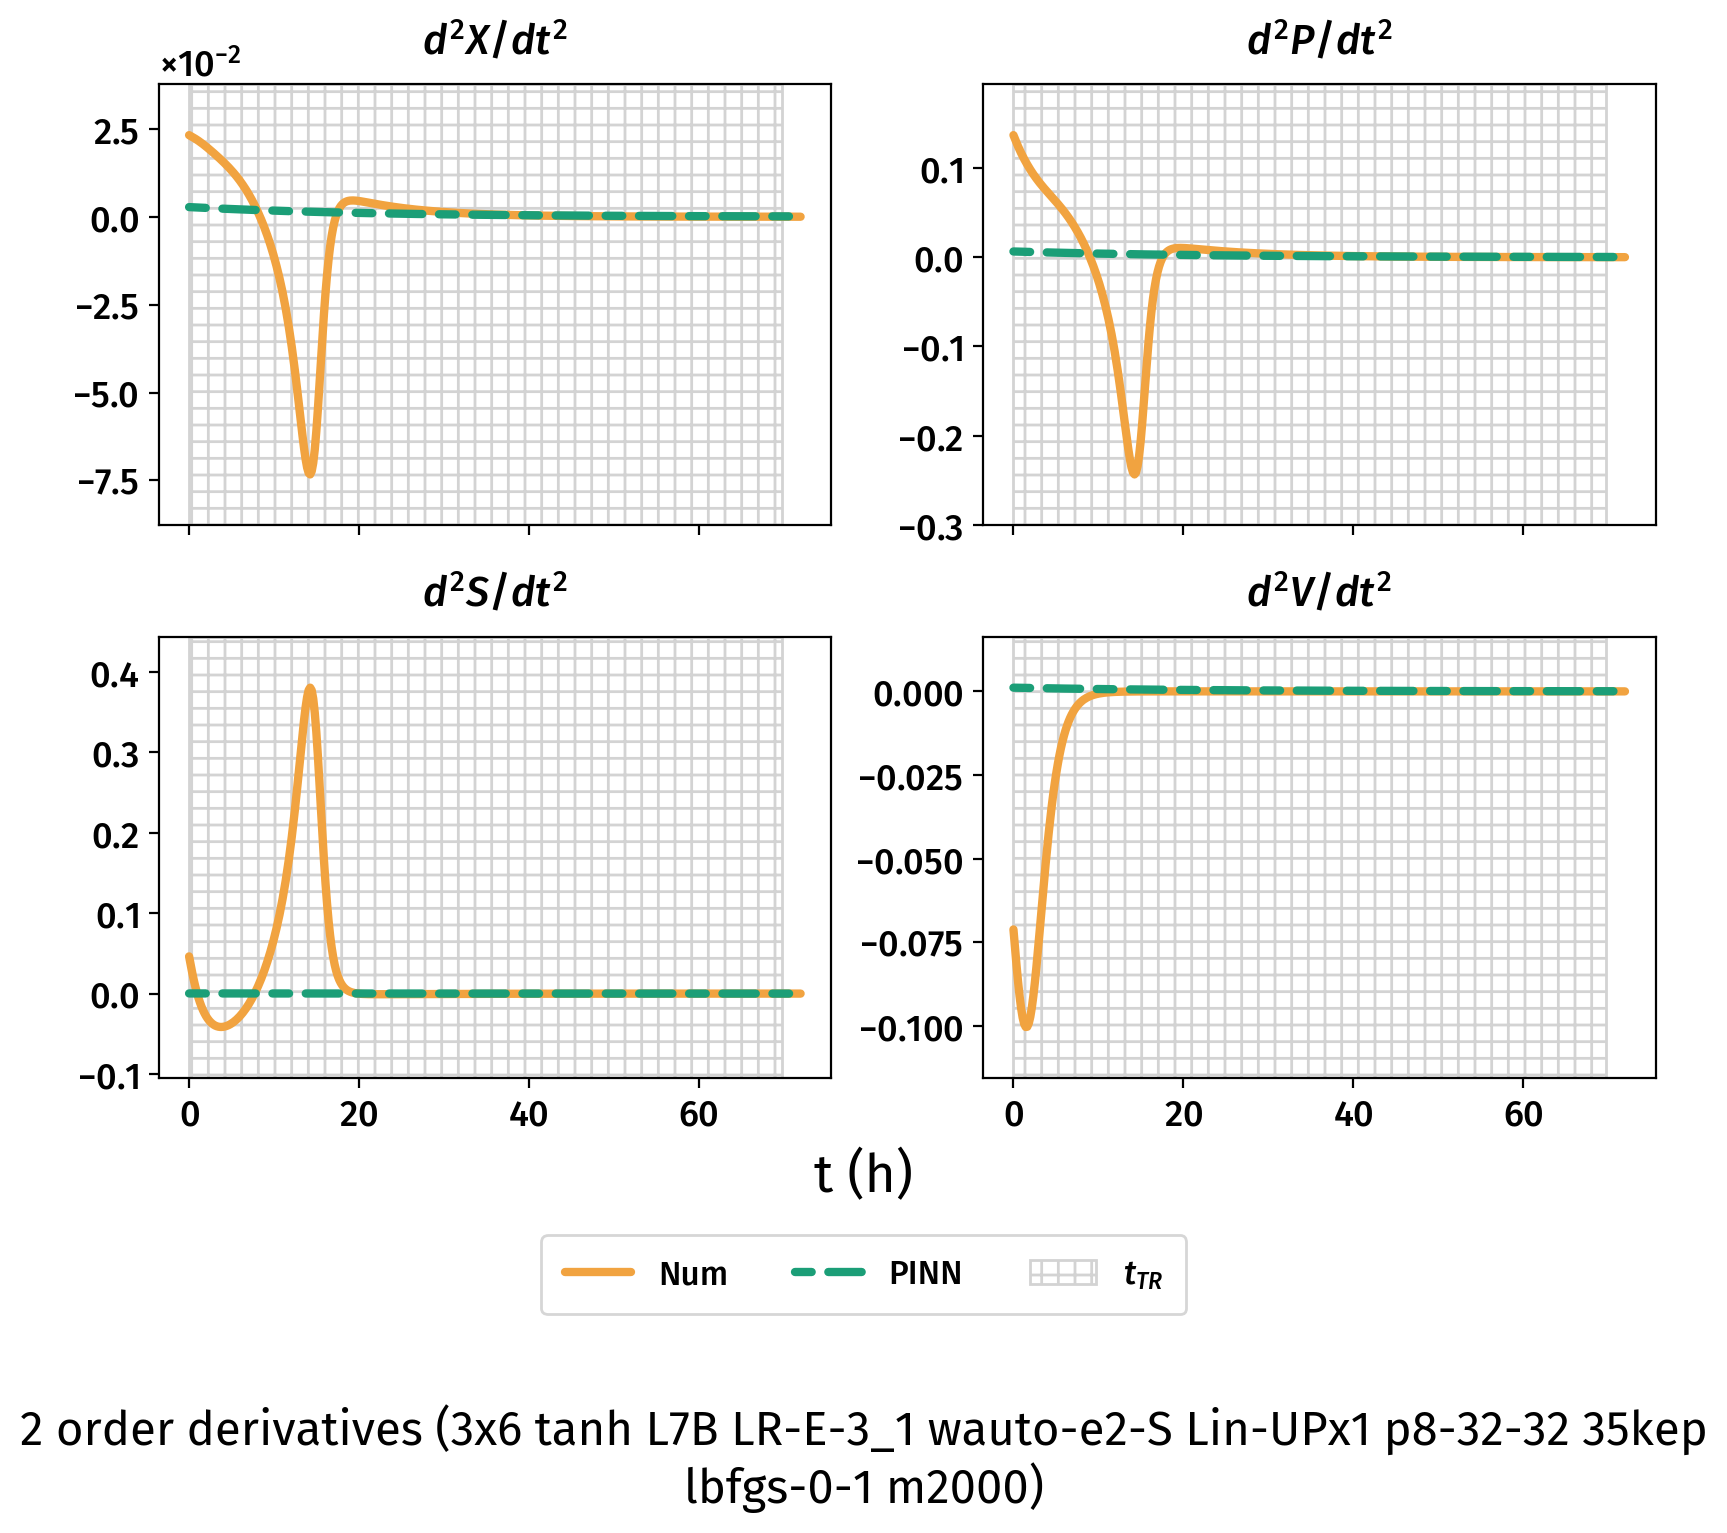 d²X/dt²
d²P/dt²
×10⁻²
2.5
0.0
−2.5
−5.0
−7.5
0.1
0.0
−0.1
−0.2
−0.3
d²S/dt²
d²V/dt²
0.4
0.3
0.2
0.1
0.0
−0.1
0.000
−0.025
−0.050
−0.075
−0.100
0 20 40 60
0 20 40 60
t (h)
Num PINN t_TR
2 order derivatives (3x6 tanh L7B LR-E-3_1 wauto-e2-S Lin-UPx1 p8-32-32 35kep
lbfgs-0-1 m2000)